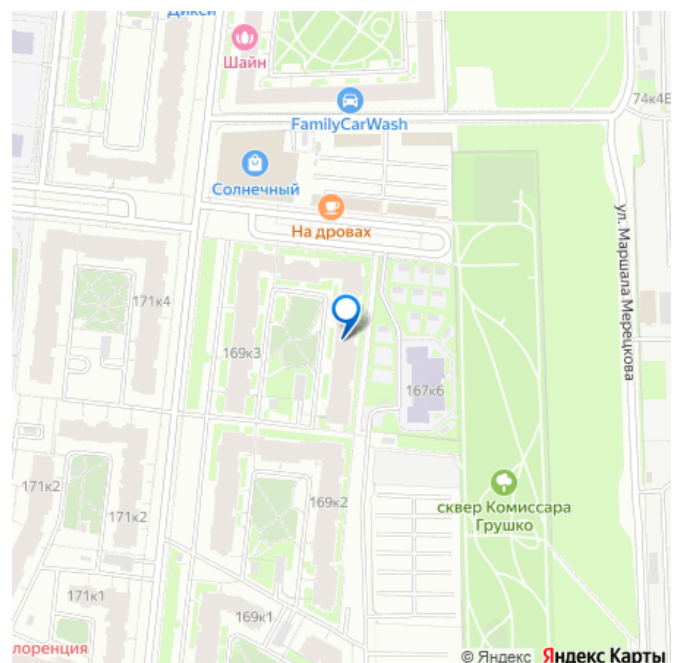 Дикси
Шайн
74к4Б
FamilyCarWash
Солнечный
На дровах
ул. Маршала Мерецкова
171к4
169к3
167к6
171к2
169к2
сквер Комиссара
Грушко
171к2
171к1
169к1
лоренция
© Яндекс Яндекс Карты